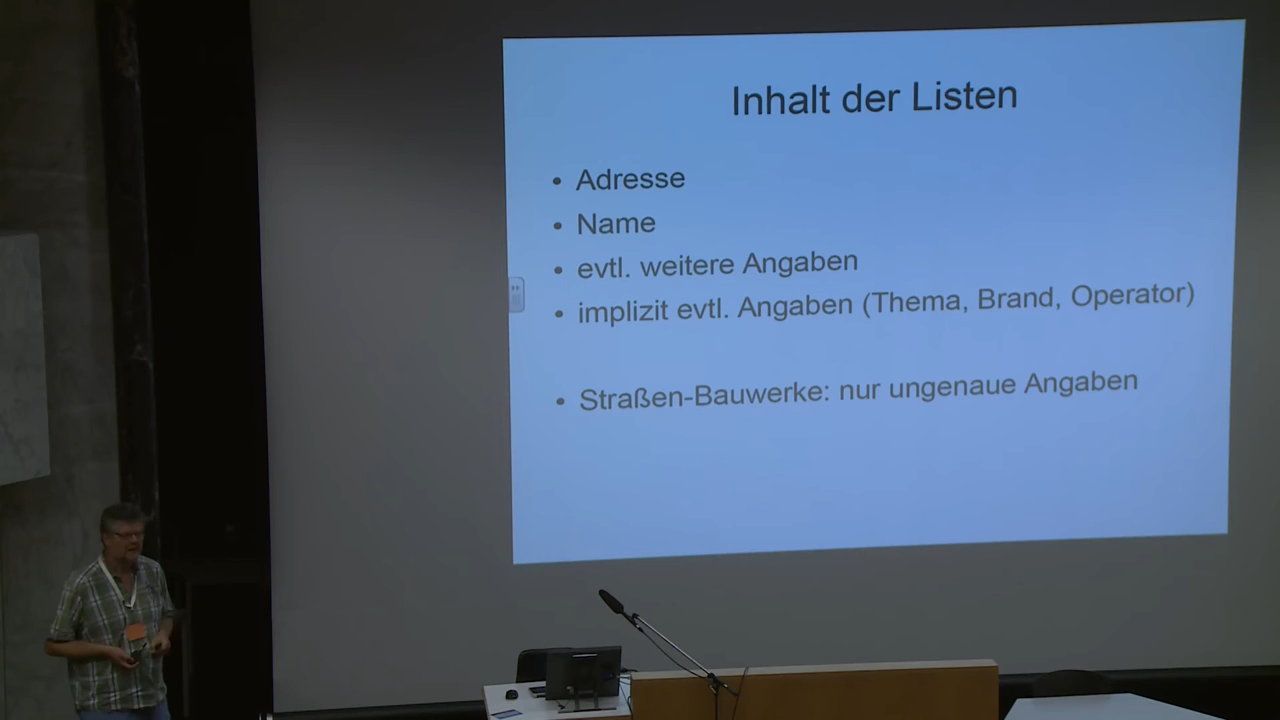 Inhalt der Listen
• Adresse
• Name
• evtl. weitere Angaben
• implizit evtl. Angaben (Thema, Brand, Operator)
• Straßen-Bauwerke: nur ungenaue Angaben